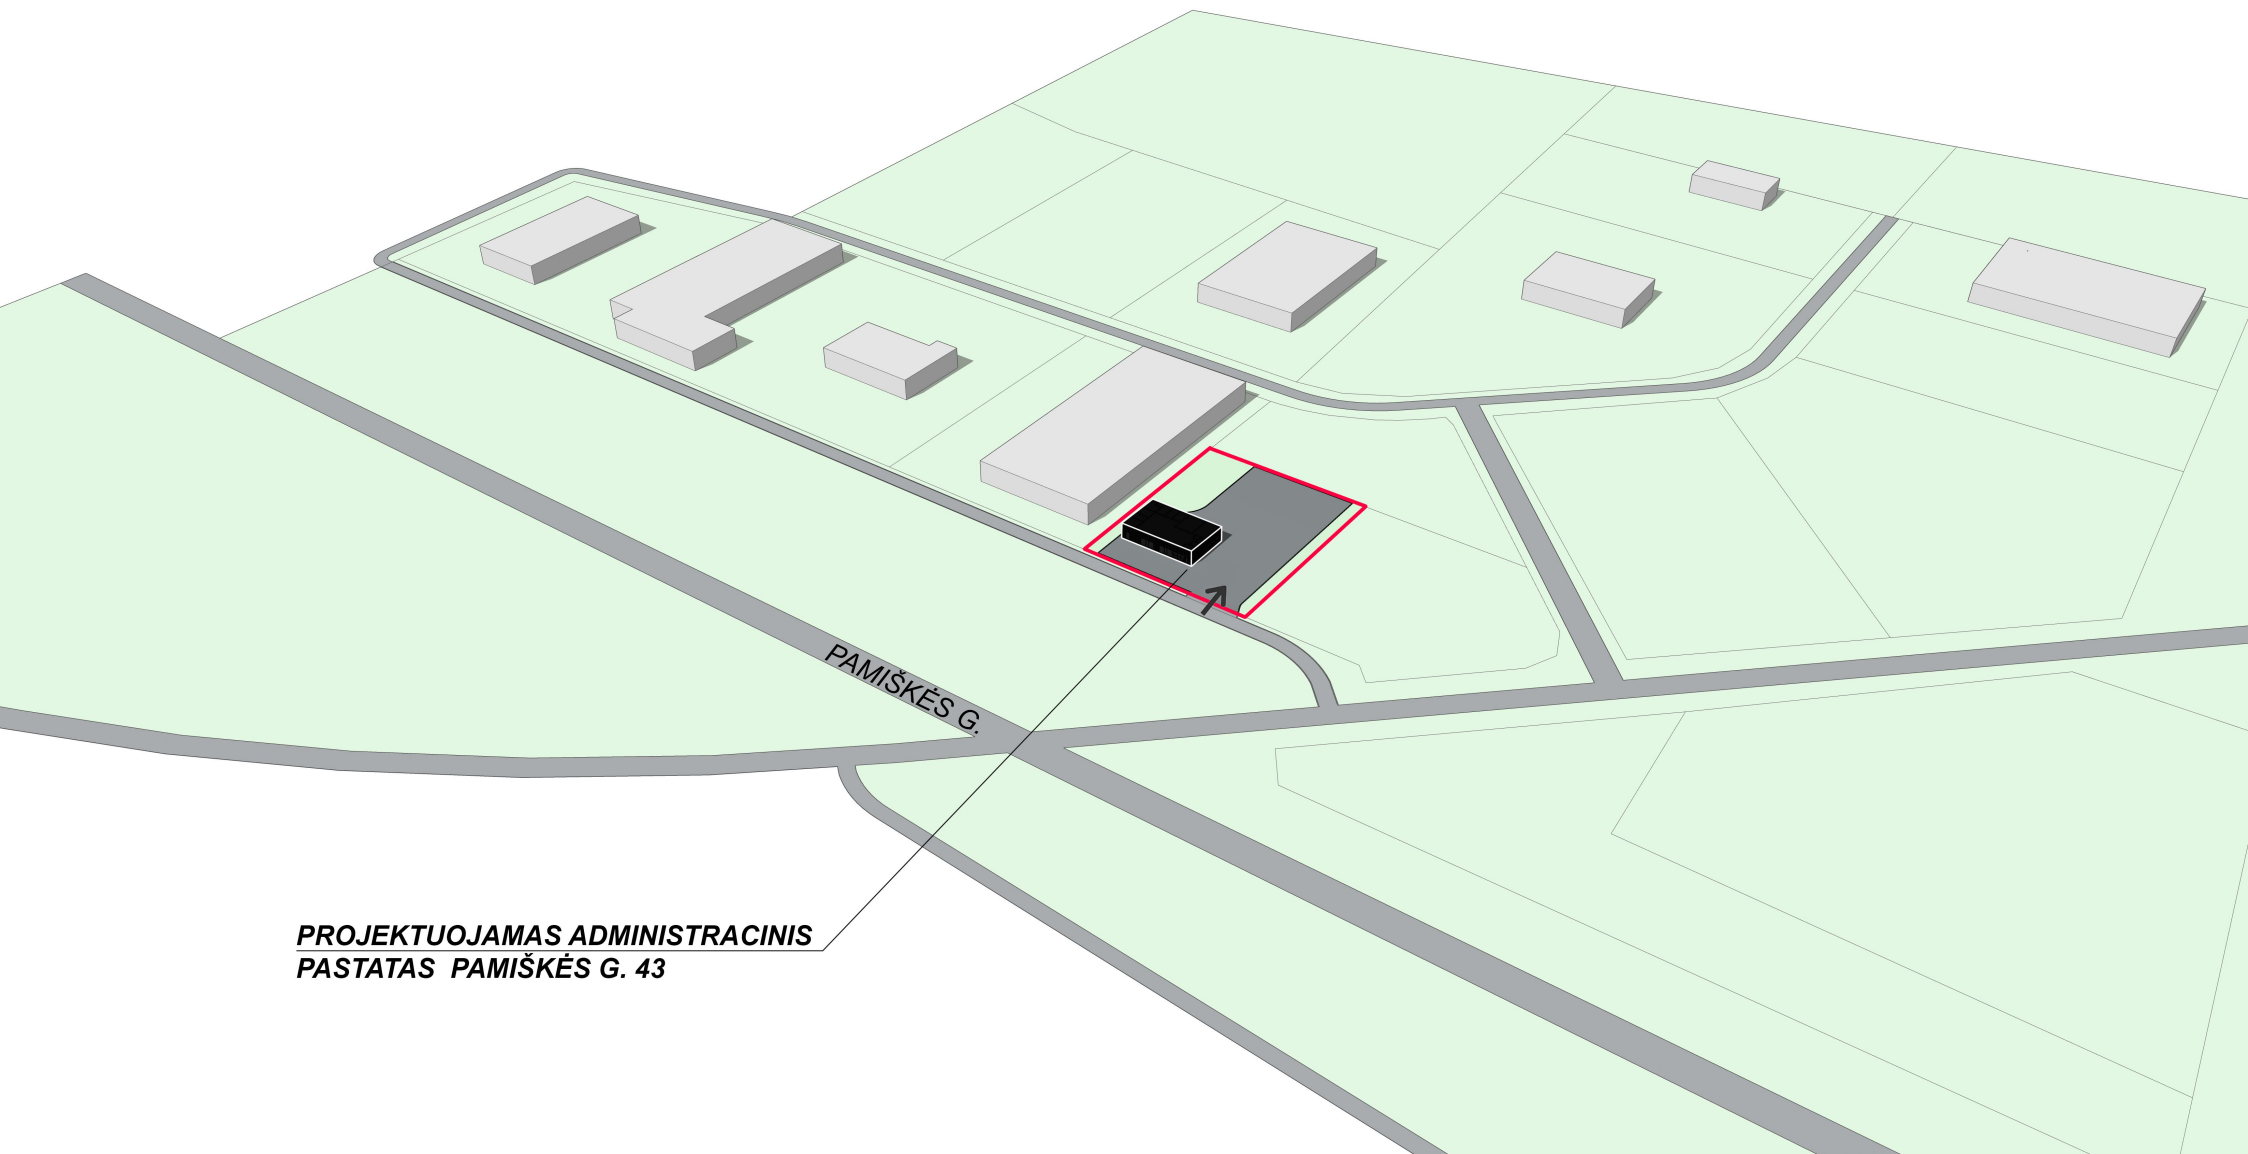 PAMIŠKĖS G.
PROJEKTUOJAMAS ADMINISTRACINIS
PASTATAS PAMIŠKĖS G. 43